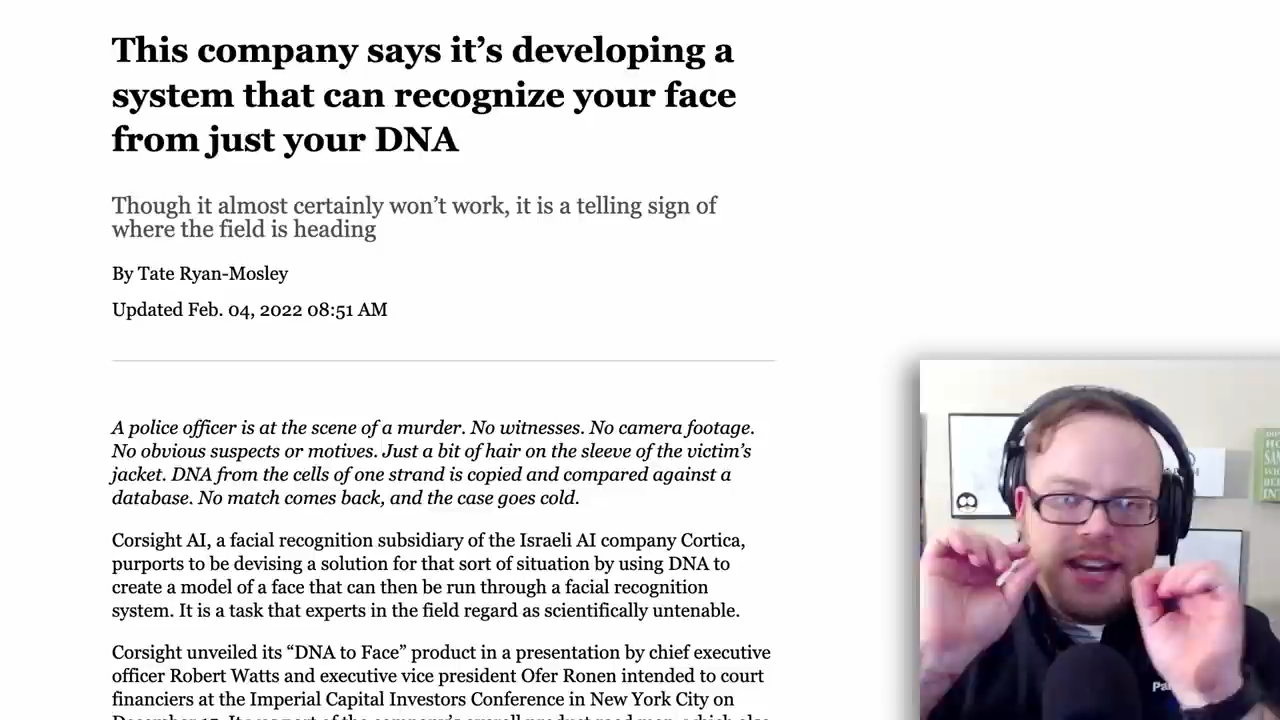 This company says it’s developing a
system that can recognize your face
from just your DNA
Though it almost certainly won’t work, it is a telling sign of
where the field is heading
By Tate Ryan-Mosley
Updated Feb. 04, 2022 08:51 AM
A police officer is at the scene of a murder. No witnesses. No camera footage.
No obvious suspects or motives. Just a bit of hair on the sleeve of the victim’s
jacket. DNA from the cells of one strand is copied and compared against a
database. No match comes back, and the case goes cold.
Corsight AI, a facial recognition subsidiary of the Israeli AI company Cortica,
purports to be devising a solution for that sort of situation by using DNA to
create a model of a face that can then be run through a facial recognition
system. It is a task that experts in the field regard as scientifically untenable.
Corsight unveiled its “DNA to Face” product in a presentation by chief executive
officer Robert Watts and executive vice president Ofer Ronen intended to court
financiers at the Imperial Capital Investors Conference in New York City on